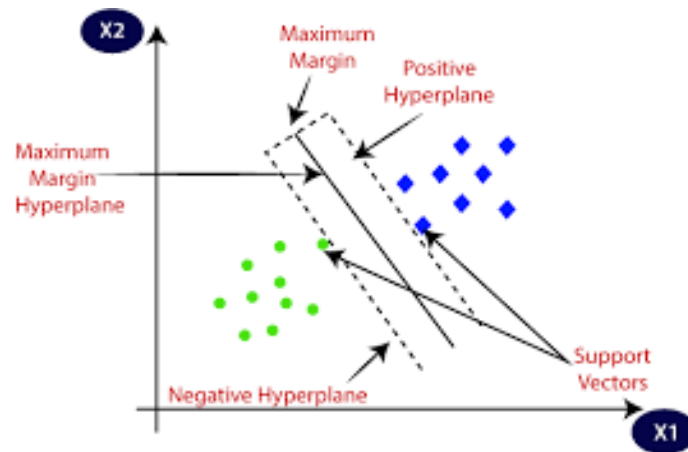 X2
Maximum
Margin
Positive
Hyperplane
Maximum
Margin
Hyperplane
Support
Vectors
Negative Hyperplane
X1